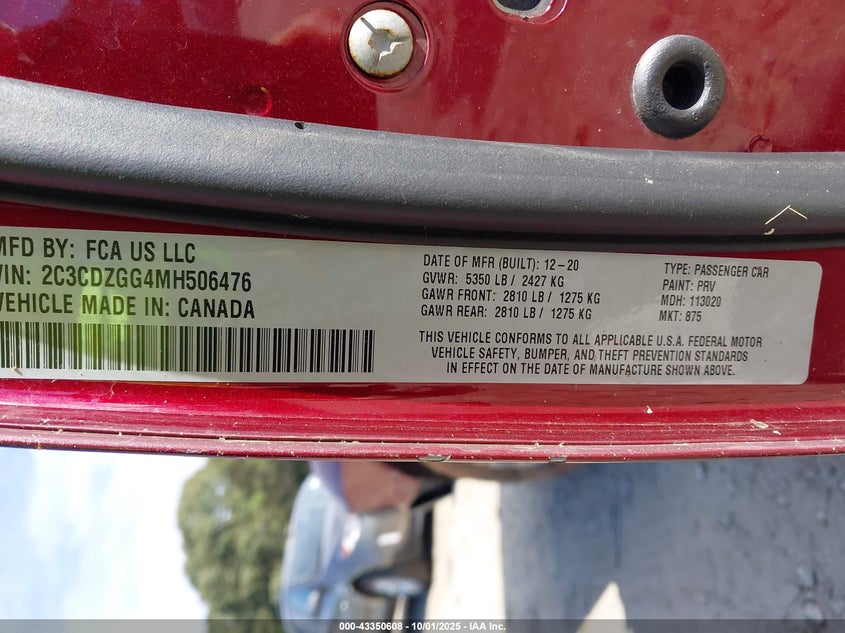 MFD BY: FCA US LLC
VIN: 2C3CDZGG4MH506476
VEHICLE MADE IN: CANADA
DATE OF MFR (BUILT): 12-20
GVWR: 5350 LB / 2427 KG
GAWR FRONT: 2810 LB / 1275 KG
GAWR REAR: 2810 LB / 1275 KG
THIS VEHICLE CONFORMS TO ALL APPLICABLE U.S.A. FEDERAL MOTOR
VEHICLE SAFETY, BUMPER, AND THEFT PREVENTION STANDARDS
IN EFFECT ON THE DATE OF MANUFACTURE SHOWN ABOVE.
TYPE: PASSENGER CAR
PAINT: PRV
MDH: 113020
MKT: 875
000-43350608 - 10/01/2025 - IAA Inc.